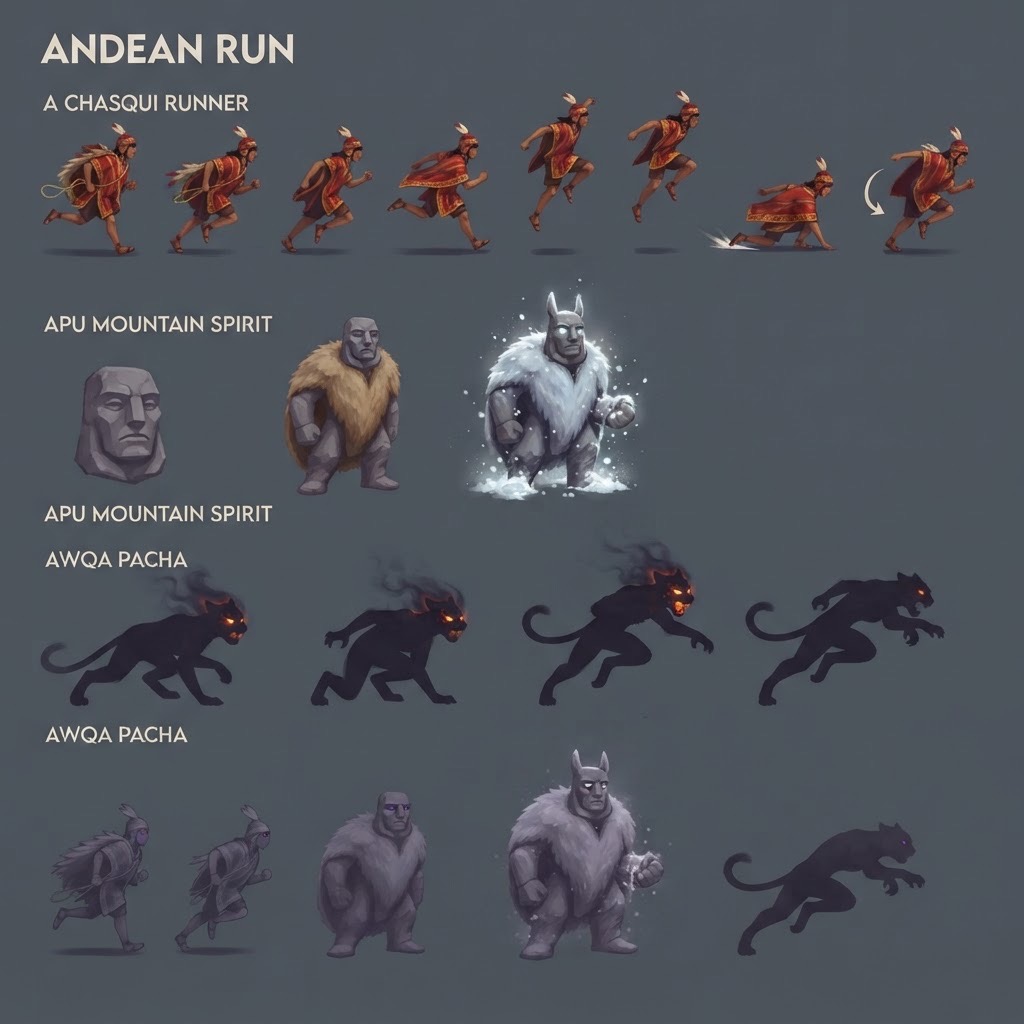 ANDEAN RUN
A CHASQUI RUNNER
APU MOUNTAIN SPIRIT
APU MOUNTAIN SPIRIT
AWQA PACHA
AWQA PACHA